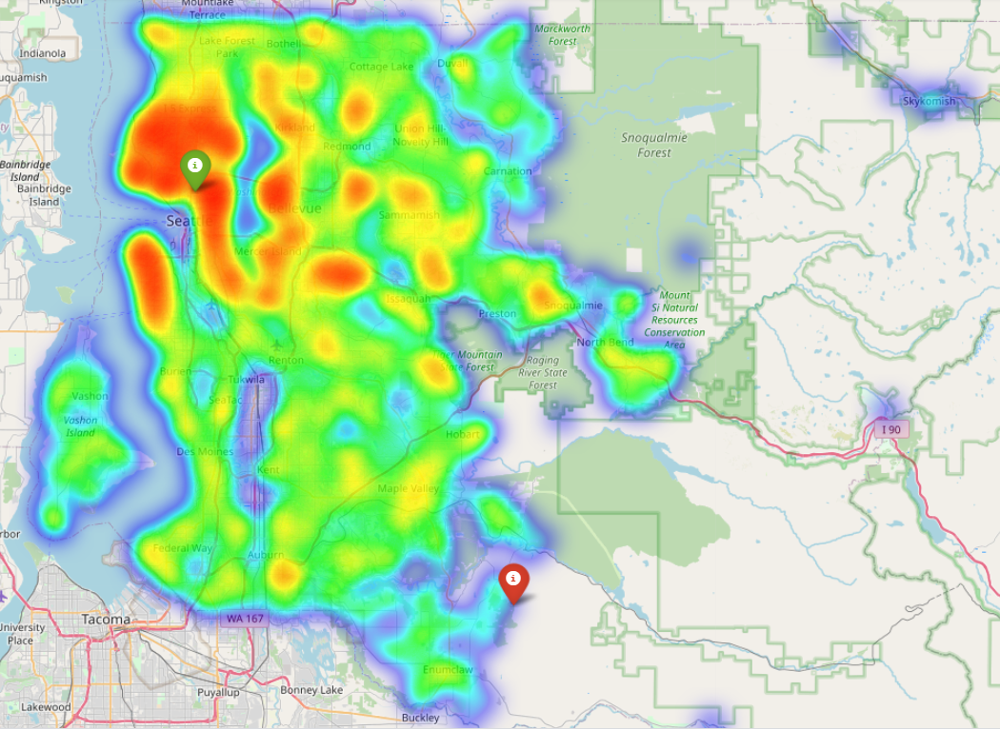 Kingston
Mountlake
Terrace
Indianola
uquamish
Lake Forest
Park
Bothell
Cottage Lake
Duvall
Marckworth
Forest
Skykomish
I-5 Express
Kirkland
Redmond
Union Hill-
Novelty Hill
Snoqualmie
Forest
Carnation
Bainbridge
Island
Bainbridge
Island
i
Seattle
Bellevue
Sammamish
Mercer Island
Issaquah
Preston
Snoqualmie
Mount
Si Natural
Resources
Conservation
Area
North Bend
Tiger Mountain
State Forest
Raging
River State
Forest
Renton
Burien
Tukwila
SeaTac
Vashon
Vashon
Island
Des Moines
Hobart
I 90
Kent
Maple Valley
rbor
Federal Way
Auburn
i
WA 167
Tacoma
University
Place
Enumclaw
Puyallup
Bonney Lake
Lakewood
Buckley